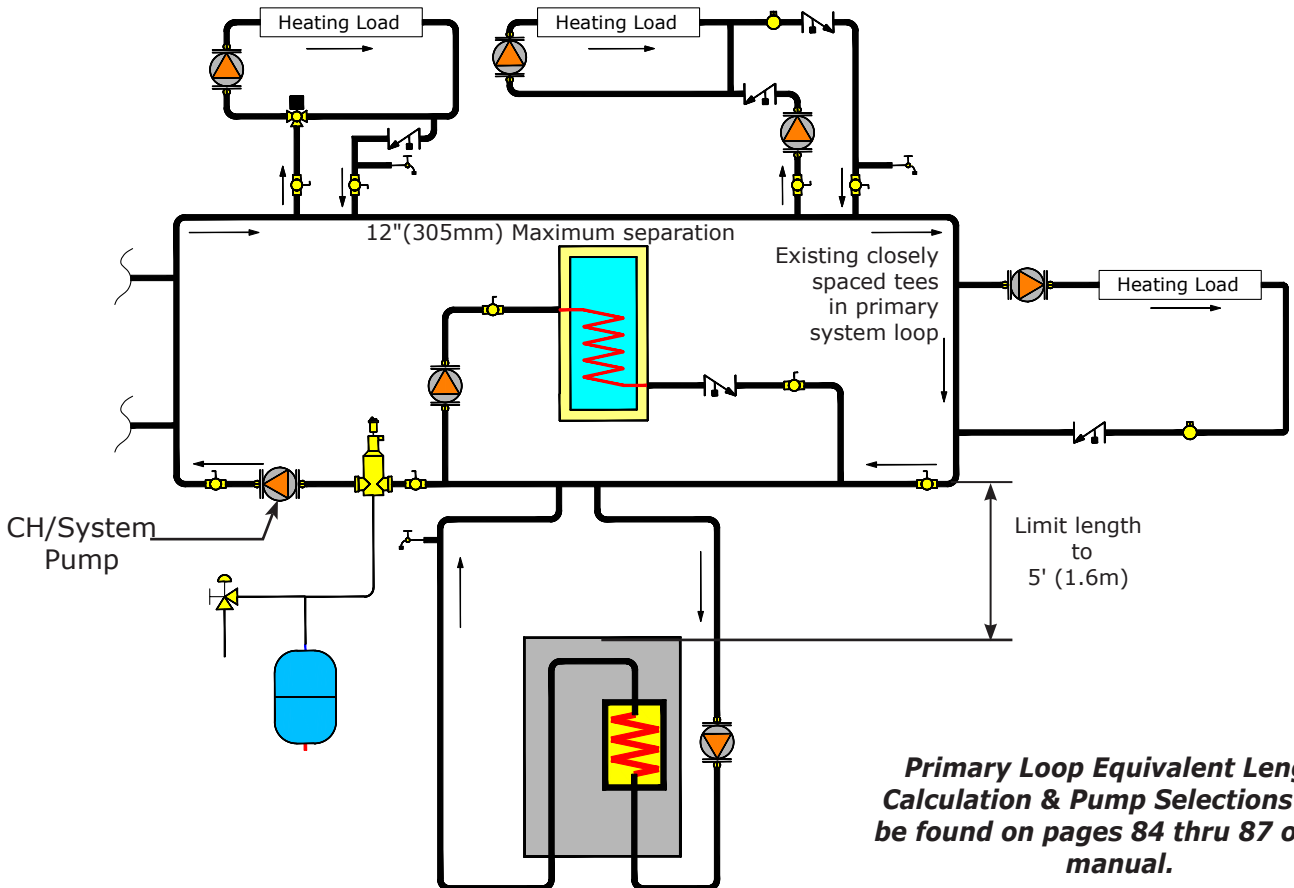 Heating Load
Heating Load
12"(305mm) Maximum separation
Existing closely
spaced tees
in primary
system loop
Heating Load
CH/System
Pump
Limit length
to
5' (1.6m)
Primary Loop Equivalent
Calculation & Pump Selections
be found on pages 84 thru 87
manual.